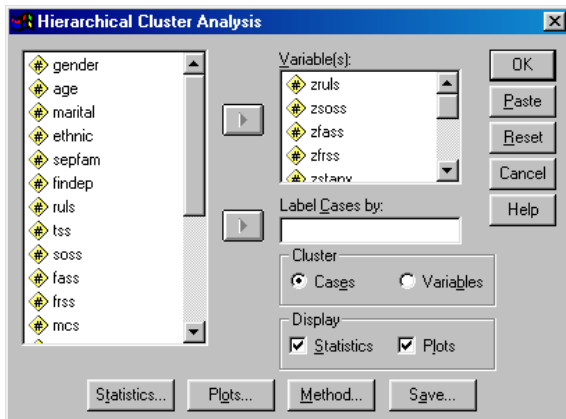 Hierarchical Cluster Analysis
gender
age
marital
ethnic
sepfam
findep
ruls
tss
soss
fass
frss
mcs
Variable(s):
zruls
zsoss
zfass
zfrss
zstanx
Label Cases by:
Cluster
Cases
Variables
Display
Statistics
Plots
OK
Paste
Reset
Cancel
Help
Statistics...
Plots...
Method...
Save...